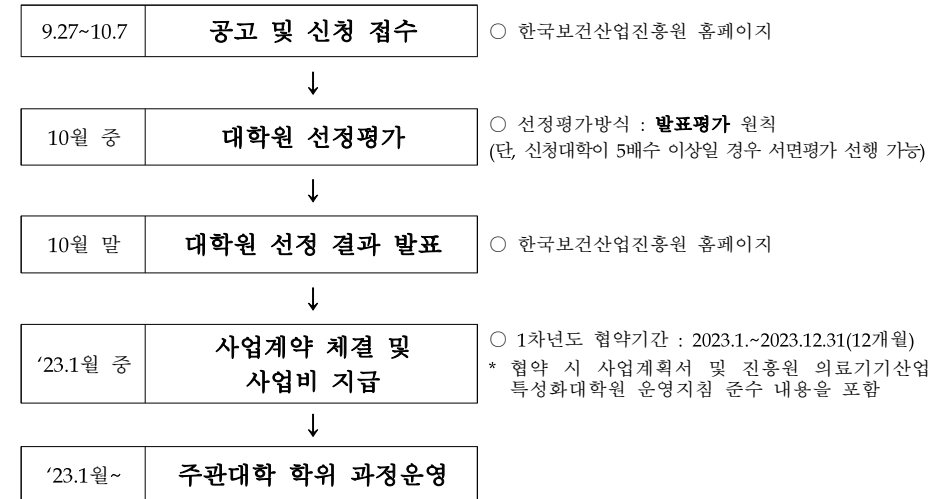 9.27~10.7 공고 및 신청 접수 ○ 한국보건산업진흥원 홈페이지
↓
10월 중 대학원 선정평가 ○ 선정평가방식 : 발표평가 원칙
(단, 신청대학이 5배수 이상일 경우 서면평가 선행 가능)
↓
10월 말 대학원 선정 결과 발표 ○ 한국보건산업진흥원 홈페이지
↓
‘23.1월 중 사업계약 체결 및
사업비 지급
○ 1차년도 협약기간 : 2023.1.~2023.12.31(12개월)
* 협약 시 사업계획서 및 진흥원 의료기기산업
특성화대학원 운영지침 준수 내용을 포함
↓
‘23.1월~ 주관대학 학위 과정운영